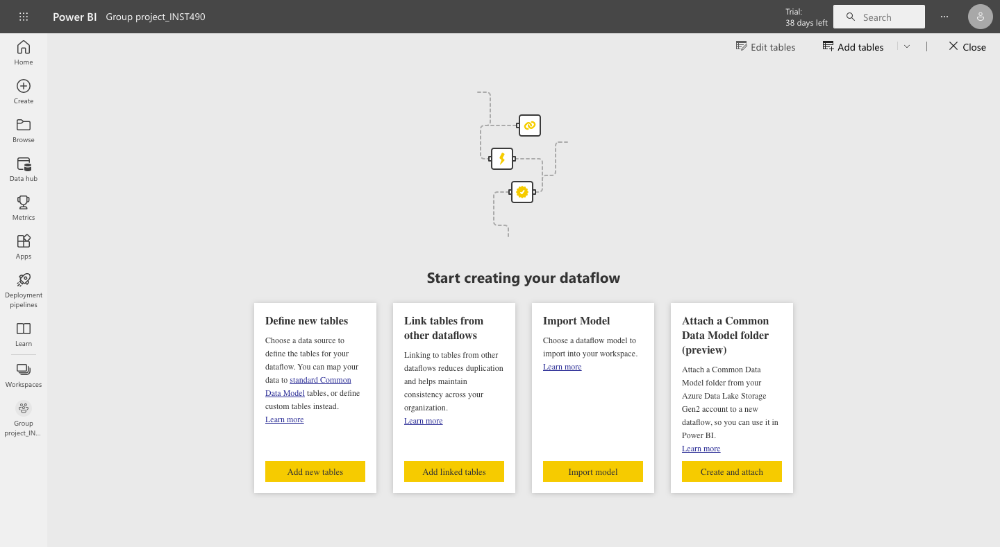 Power BI Group project_INST490
Trial:
38 days left
Search
Edit tables
Add tables
Close
Home
Create
Browse
Data hub
Metrics
Apps
Deployment
pipelines
Learn
Workspaces
Group
project_IN...
Start creating your dataflow
Define new tables
Choose a data source to
define the tables for your
dataflow. You can map your
data to standard Common
Data Model tables, or define
custom tables instead.
Learn more
Add new tables
Link tables from
other dataflows
Linking to tables from other
dataflows reduces duplication
and helps maintain
consistency across your
organization.
Learn more
Add linked tables
Import Model
Choose a dataflow model to
import into your workspace.
Learn more
Import model
Attach a Common
Data Model folder
(preview)
Attach a Common Data
Model folder from your
Azure Data Lake Storage
Gen2 account to a new
dataflow, so you can use it in
Power BI.
Learn more
Create and attach